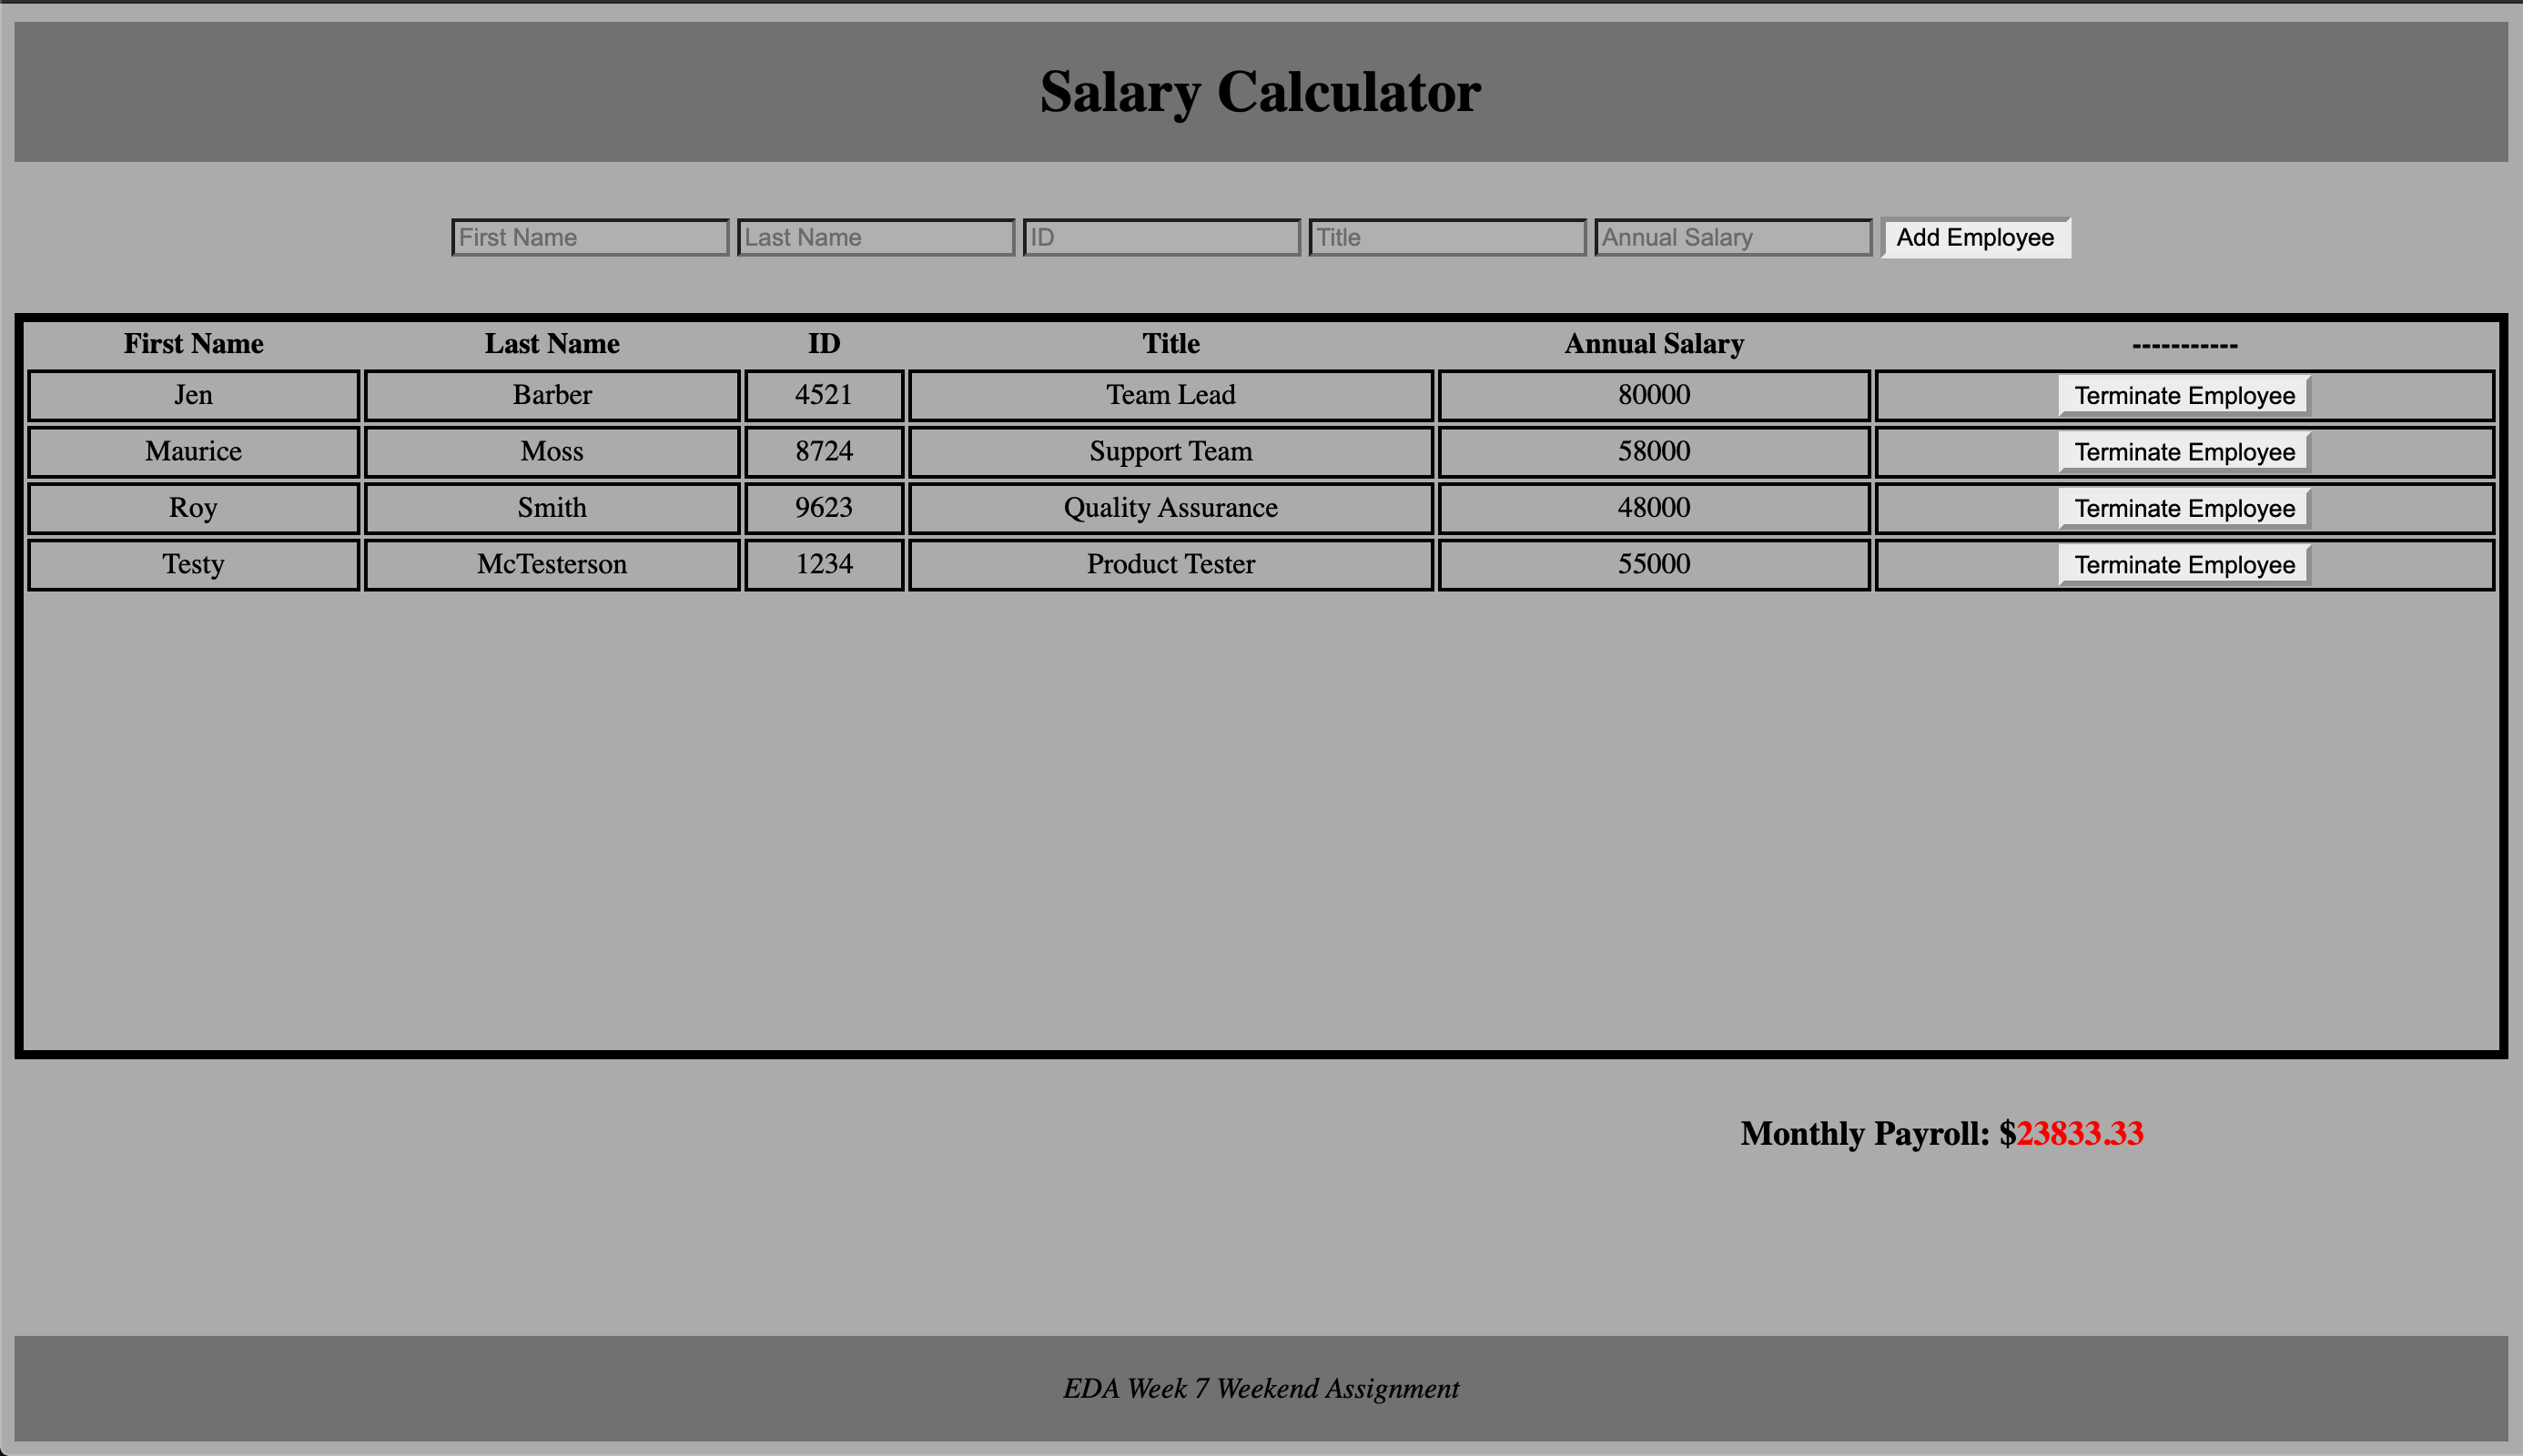 Salary Calculator
First Name Last Name ID Title Annual Salary Add Employee
First Name Last Name ID Title Annual Salary -----------
Jen Barber 4521 Team Lead 80000 Terminate Employee
Maurice Moss 8724 Support Team 58000 Terminate Employee
Roy Smith 9623 Quality Assurance 48000 Terminate Employee
Testy McTesterson 1234 Product Tester 55000 Terminate Employee
Monthly Payroll: $23833.33
EDA Week 7 Weekend Assignment